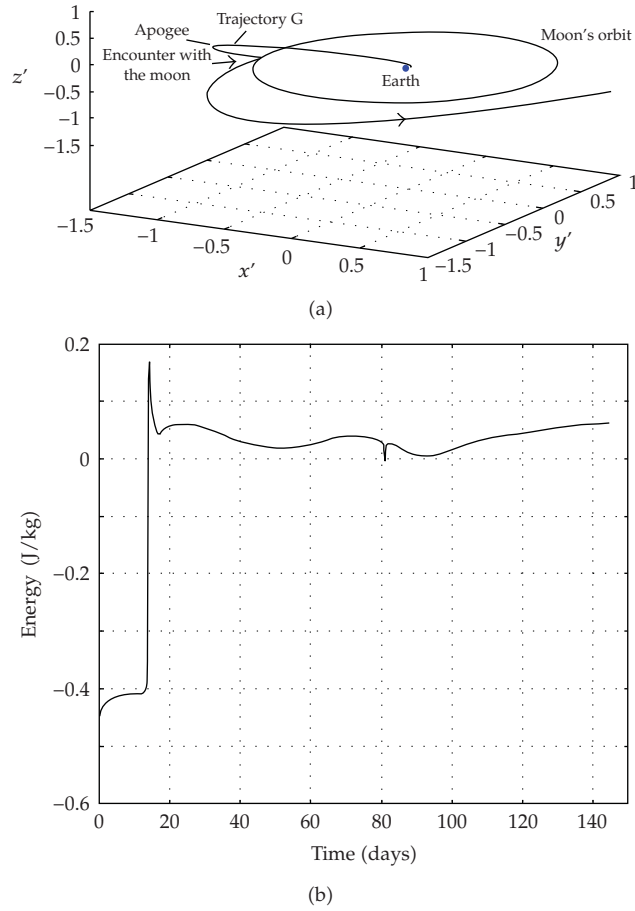 1
0.5
0
−0.5
−1
−1.5
z′
Apogee
Trajectory G
Encounter with
the moon
Moon's orbit
Earth
−1.5
−1
−0.5
0
0.5
1
x′
−1.5
−1
−0.5
0
0.5
1
y′
(a)
0.2
0
−0.2
−0.4
−0.6
Energy (J/kg)
0 20 40 60 80 100 120 140
Time (days)
(b)